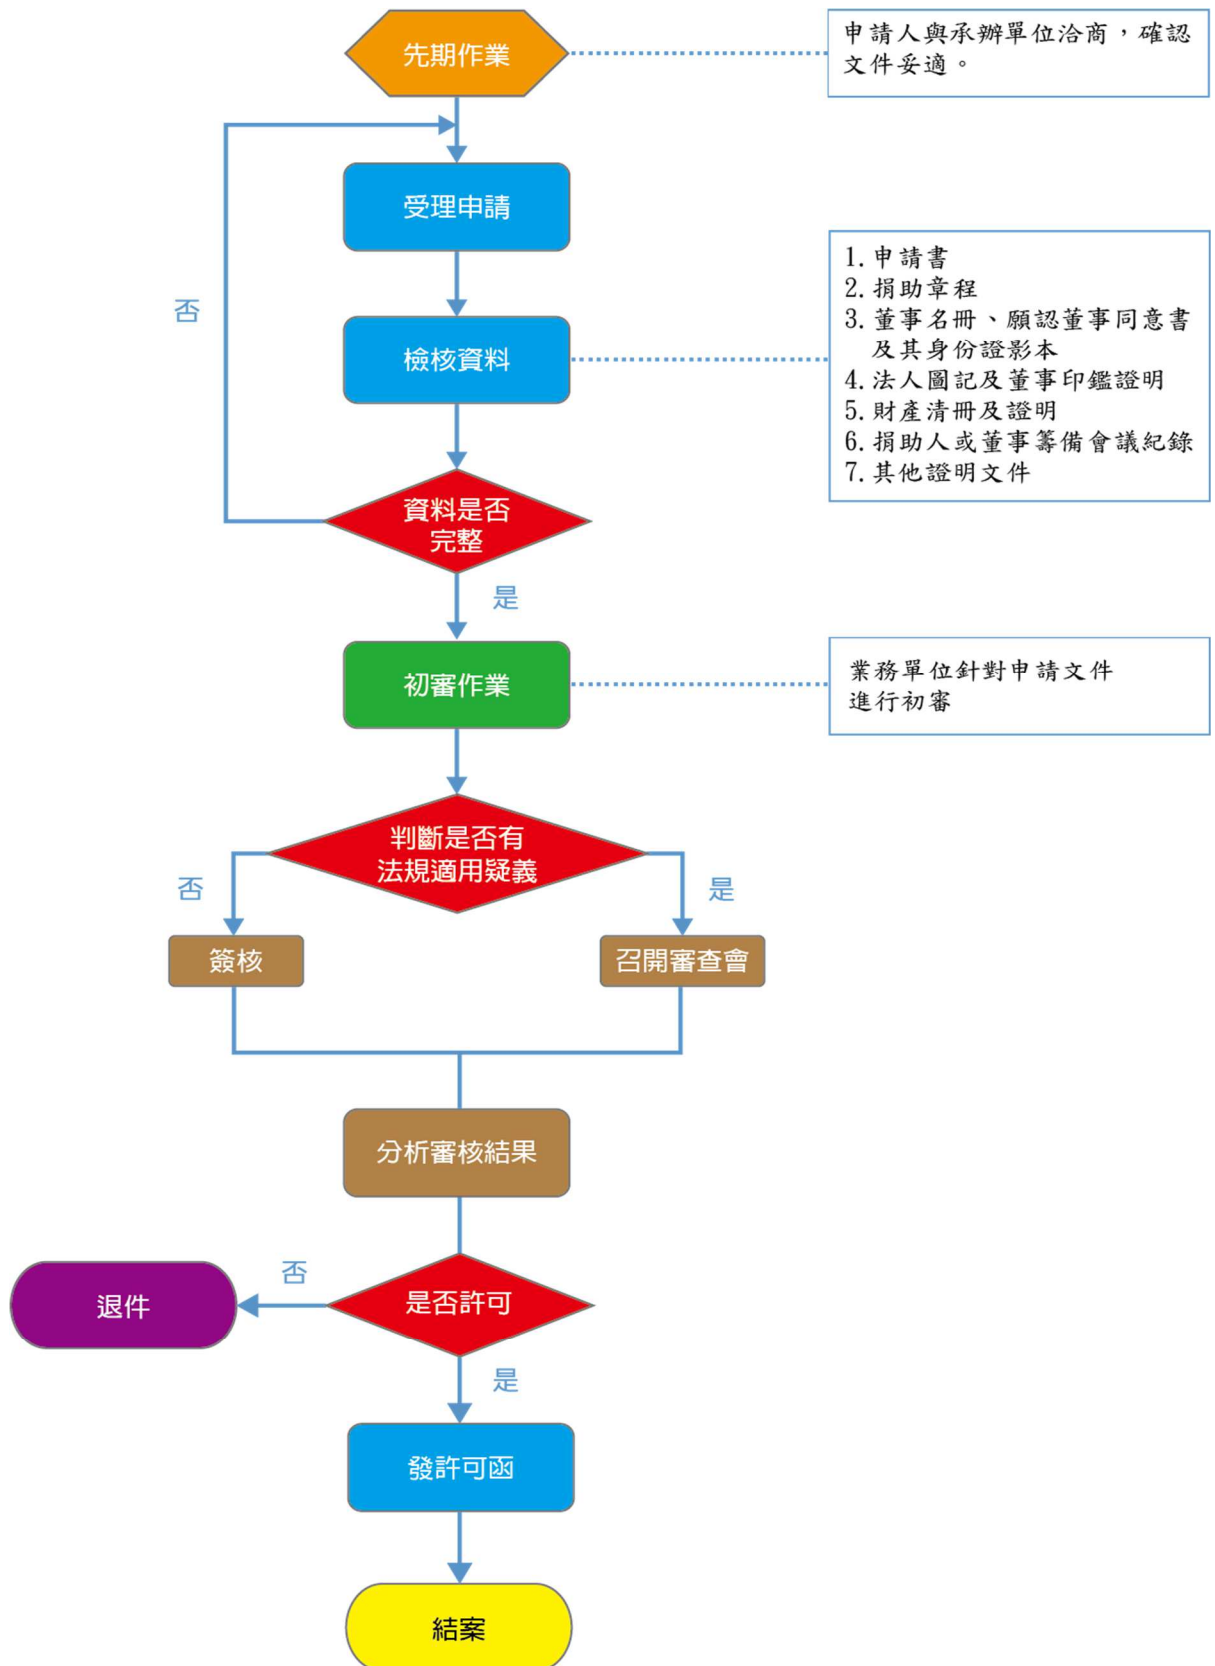 先期作業
申請人與承辦單位洽商，確認
文件妥適。
受理申請
否
檢核資料
1.申請書
2.捐助章程
3.董事名冊、願認董事同意書
及其身份證影本
4.法人圖記及董事印鑑證明
5.財產清冊及證明
6.捐助人或董事籌備會議紀錄
7.其他證明文件
資料是否
完整
是
初審作業
業務單位針對申請文件
進行初審
判斷是否有
法規適用疑義
否
是
簽核
召開審查會
分析審核結果
是否許可
否
退件
是
發許可函
結案